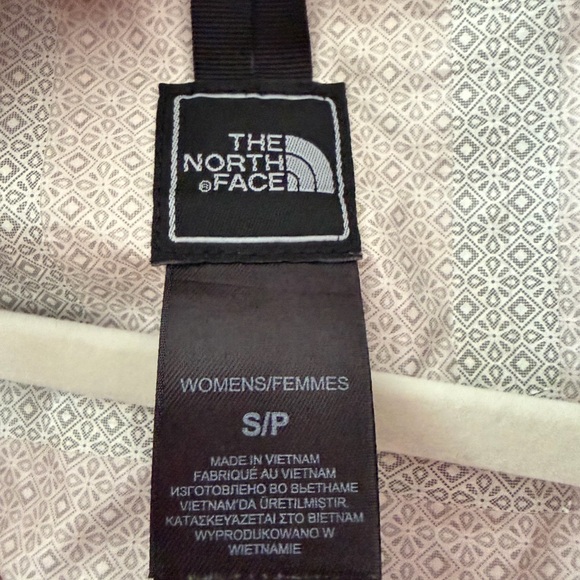 THE
NORTH
® FACE
WOMENS/FEMMES
S/P
MADE IN VIETNAM
FABRIQUÉ AU VIETNAM
ИЗГОТОВЛЕНО ВО ВЬЕТНАМЕ
VIETNAM'DA ÜRETILMISTIR.
ΚΑΤΑΣΚΕΥΑΖΕΤΑΙ ΣΤΟ ΒΙΕΤΝΑΜ
WYPRODUKOWANO W
WIETNAMIE